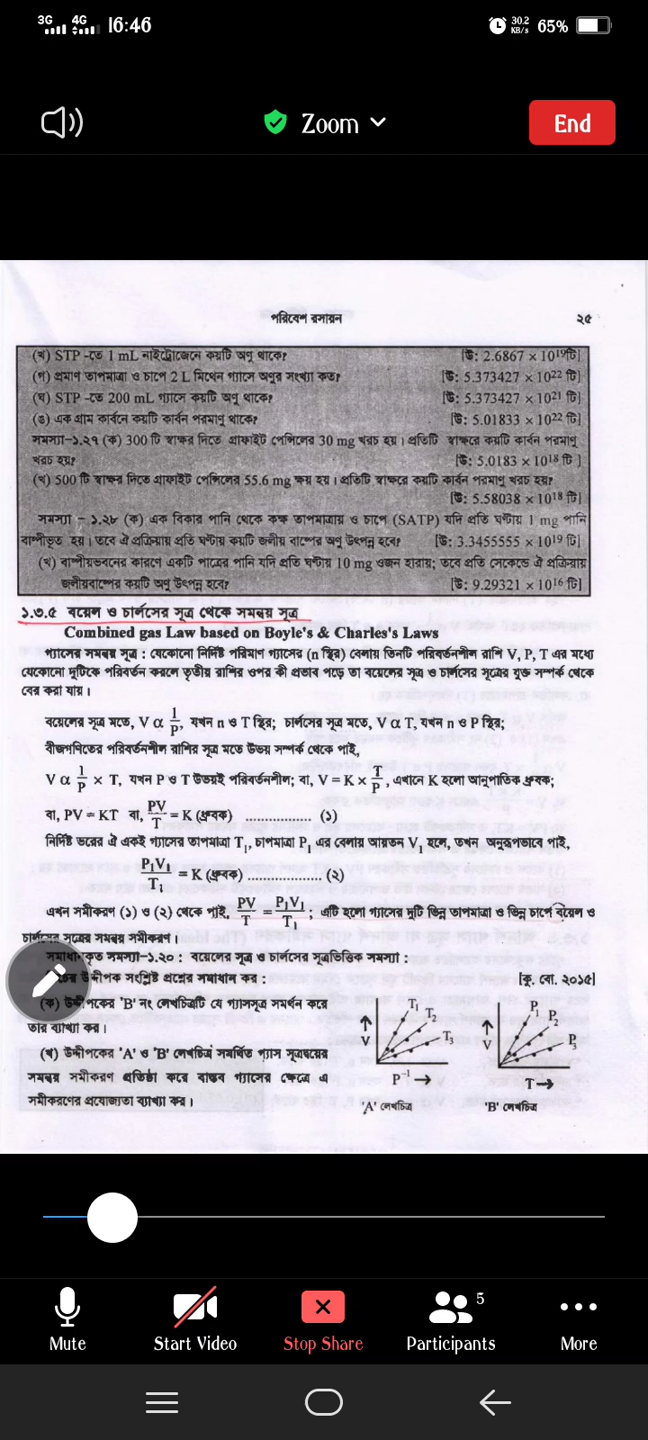 3G 4G 16:46 30.2 KB/s 65%
Zoom End
পরিবেশ রসায়ন ২৫
(খ) STP -তে 1 mL নাইট্রোজেনে কয়টি অণু থাকে? [উ: 2.6867 × 10¹⁹টি]
(গ) প্রমাণ তাপমাত্রা ও চাপে 2 L মিথেন গ্যাসে অণুর সংখ্যা কত? [উ: 5.373427 × 10²² টি]
(ঘ) STP -তে 200 mL গ্যাসে কয়টি অণু থাকে? [উ: 5.373427 × 10²¹ টি]
(ঙ) এক গ্রাম কার্বনে কয়টি কার্বন পরমাণু থাকে? [উ: 5.01833 × 10²² টি]
সমস্যা-১.২৭ (ক) 300 টি স্বাক্ষর দিতে গ্রাফাইট পেন্সিলের 30 mg খরচ হয়। প্রতিটি স্বাক্ষরে কয়টি কার্বন পরমাণু
খরচ হয়? [উ: 5.0183 × 10¹⁸ টি ]
(খ) 500 টি স্বাক্ষর দিতে গ্রাফাইট পেন্সিলের 55.6 mg ক্ষয় হয়। প্রতিটি স্বাক্ষরে কয়টি কার্বন পরমাণু খরচ হয়?
[উ: 5.58038 × 10¹⁸ টি]
সমস্যা – ১.২৮ (ক) এক বিকার পানি থেকে কক্ষ তাপমাত্রায় ও চাপে (SATP) যদি প্রতি ঘণ্টায় 1 mg পানি
বাষ্পীভূত হয়। তবে ঐ প্রক্রিয়ায় প্রতি ঘণ্টায় কয়টি জলীয় বাষ্পের অণু উৎপন্ন হবে? [উ: 3.3455555 × 10¹⁹ টি]
(খ) বাষ্পীয়ভবনের কারণে একটি পাত্রের পানি যদি প্রতি ঘণ্টায় 10 mg ওজন হারায়; তবে প্রতি সেকেন্ডে ঐ প্রক্রিয়ায়
জলীয়বাষ্পের কয়টি অণু উৎপন্ন হবে? [উ: 9.29321 × 10¹⁶ টি]
১.৩.৫ বয়েল ও চার্লসের সূত্র থেকে সমন্বয় সূত্র
Combined gas Law based on Boyle's & Charles's Laws
গ্যাসের সমন্বয় সূত্র : যেকোনো নির্দিষ্ট পরিমাণ গ্যাসের (n স্থির) বেলায় তিনটি পরিবর্তনশীল রাশি V, P, T এর মধ্যে
যেকোনো দুটিকে পরিবর্তন করলে তৃতীয় রাশির ওপর কী প্রভাব পড়ে তা বয়েলের সূত্র ও চার্লসের সূত্রের যুক্ত সম্পর্ক থেকে
বের করা যায়।
বয়েলের সূত্র মতে, V α 1/P, যখন n ও T স্থির; চার্লসের সূত্র মতে, V α T, যখন n ও P স্থির;
বীজগণিতের পরিবর্তনশীল রাশির সূত্র মতে উভয় সম্পর্ক থেকে পাই,
V α 1/P × T, যখন P ও T উভয়ই পরিবর্তনশীল; বা, V = K × T/P, এখানে K হলো আনুপাতিক ধ্রুবক;
বা, PV = KT বা, PV/T = K (ধ্রুবক) ................. (১)
নির্দিষ্ট ভরের ঐ একই গ্যাসের তাপমাত্রা T₁, চাপমাত্রা P₁ এর বেলায় আয়তন V₁ হলে, তখন অনুরূপভাবে পাই,
P₁V₁/T₁ = K (ধ্রুবক) ................... (২)
এখন সমীকরণ (১) ও (২) থেকে পাই, PV/T = P₁V₁/T₁; এটি হলো গ্যাসের দুটি ভিন্ন তাপমাত্রা ও ভিন্ন চাপে বয়েল ও
চার্লসের সূত্রের সমন্বয় সমীকরণ।
সমাধানকৃত সমস্যা-১.২০ : বয়েলের সূত্র ও চার্লসের সূত্রভিত্তিক সমস্যা :
উদ্দীপক সংশ্লিষ্ট প্রশ্নের সমাধান কর : [কু. বো. ২০১৫]
(ক) উদ্দীপকের 'B' নং লেখচিত্রটি যে গ্যাসসূত্র সমর্থন করে
তার ব্যাখ্যা কর।
(খ) উদ্দীপকের 'A' ও 'B' লেখচিত্র সমর্থিত গ্যাস সূত্রদ্বয়ের
সমন্বয় সমীকরণ প্রতিষ্ঠা করে বাস্তব গ্যাসের ক্ষেত্রে এ
সমীকরণের প্রযোজ্যতা ব্যাখ্যা কর।
V T₁ T₂ T₃
P⁻¹
'A' লেখচিত্র
V P₁ P₂ P₃
T
'B' লেখচিত্র
5
Mute Start Video Stop Share Participants More